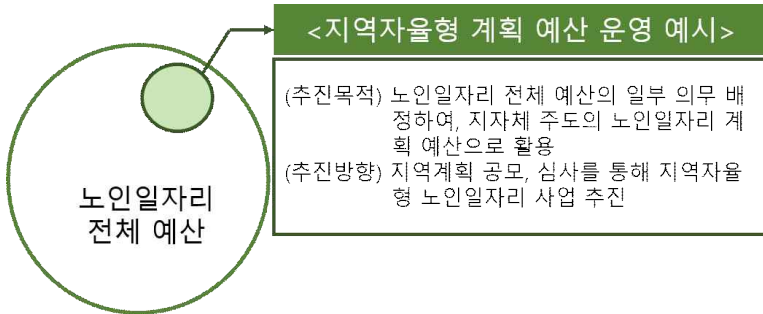 <지역자율형 계획 예산 운영 예시>
(추진목적) 노인일자리 전체 예산의 일부 의무 배
정하여, 지자체 주도의 노인일자리 계
획 예산으로 활용
(추진방향) 지역계획 공모, 심사를 통해 지역자율
형 노인일자리 사업 추진
노인일자리
전체 예산